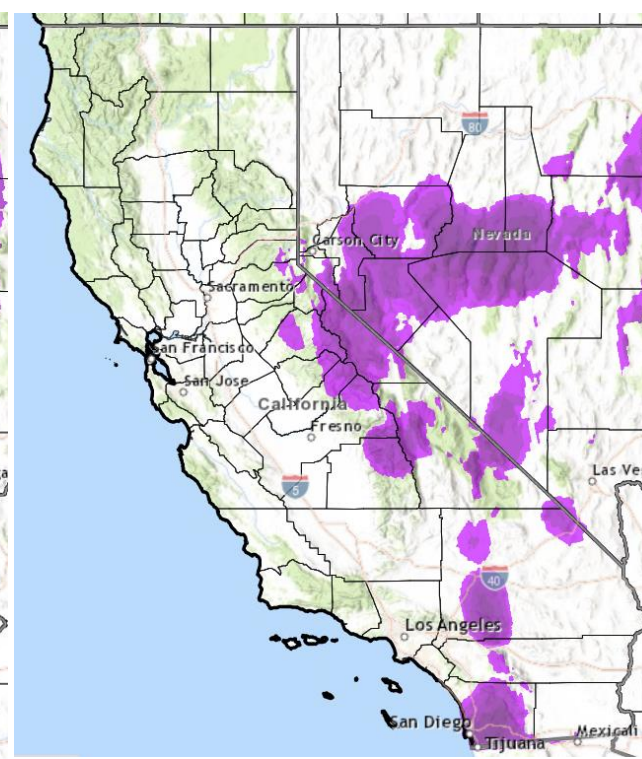 80
Carson City
Nevada
Sacramento
San Francisco
San Jose
California
Fresno
5
Las Ve
40
Los Angeles
San Diego
Tijuana
Mexicali